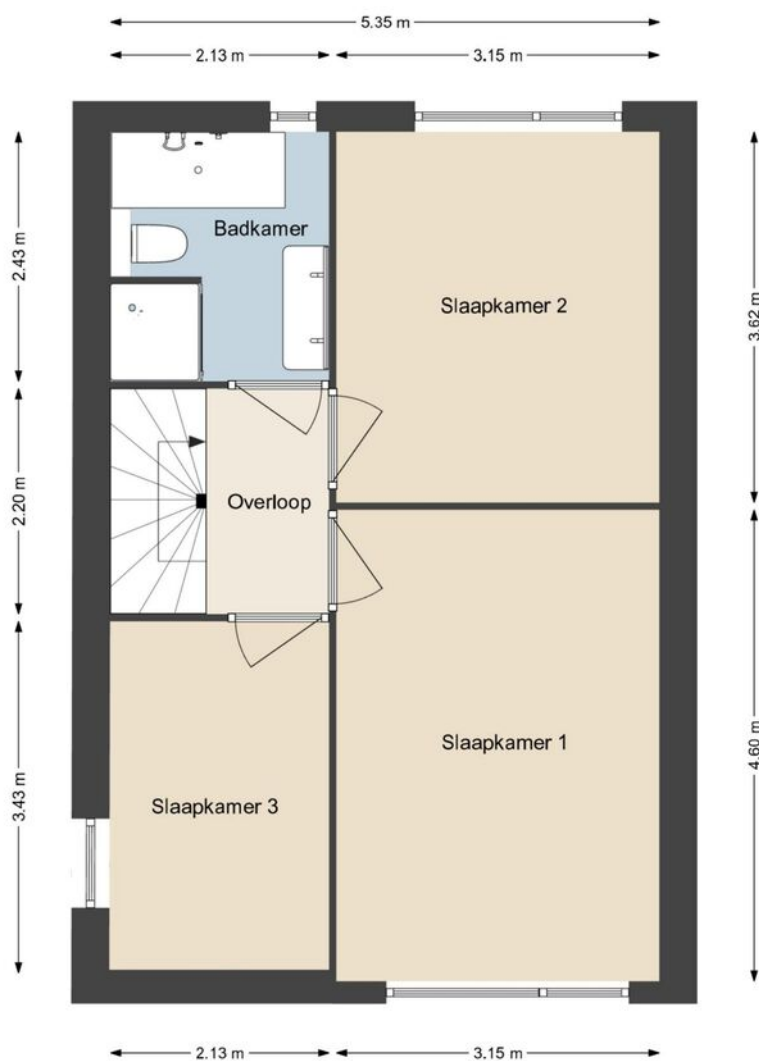 5.35 m
2.13 m
3.15 m
2.43 m
Badkamer
Slaapkamer 2
3.62 m
2.20 m
Overloop
3.43 m
Slaapkamer 3
Slaapkamer 1
4.60 m
2.13 m
3.15 m